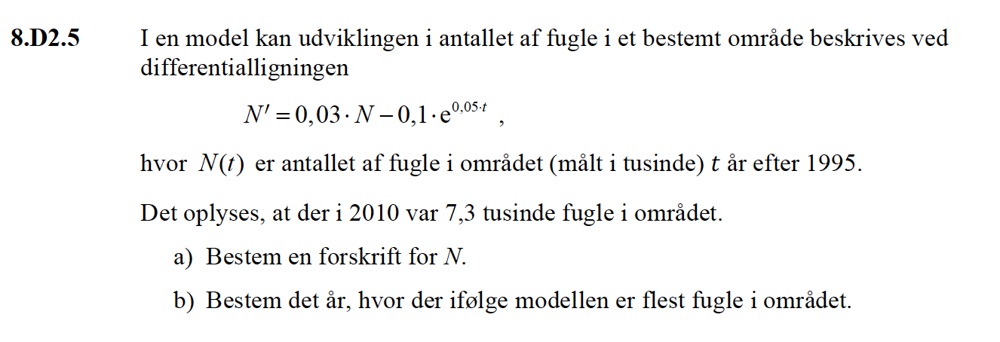 8.D2.5 I en model kan udviklingen i antallet af fugle i et bestemt område beskrives ved
differentialligningen
N′ = 0,03 · N − 0,1 · e^{0,05·t} ,
hvor N(t) er antallet af fugle i området (målt i tusinde) t år efter 1995.
Det oplyses, at der i 2010 var 7,3 tusinde fugle i området.
a) Bestem en forskrift for N.
b) Bestem det år, hvor der ifølge modellen er flest fugle i området.